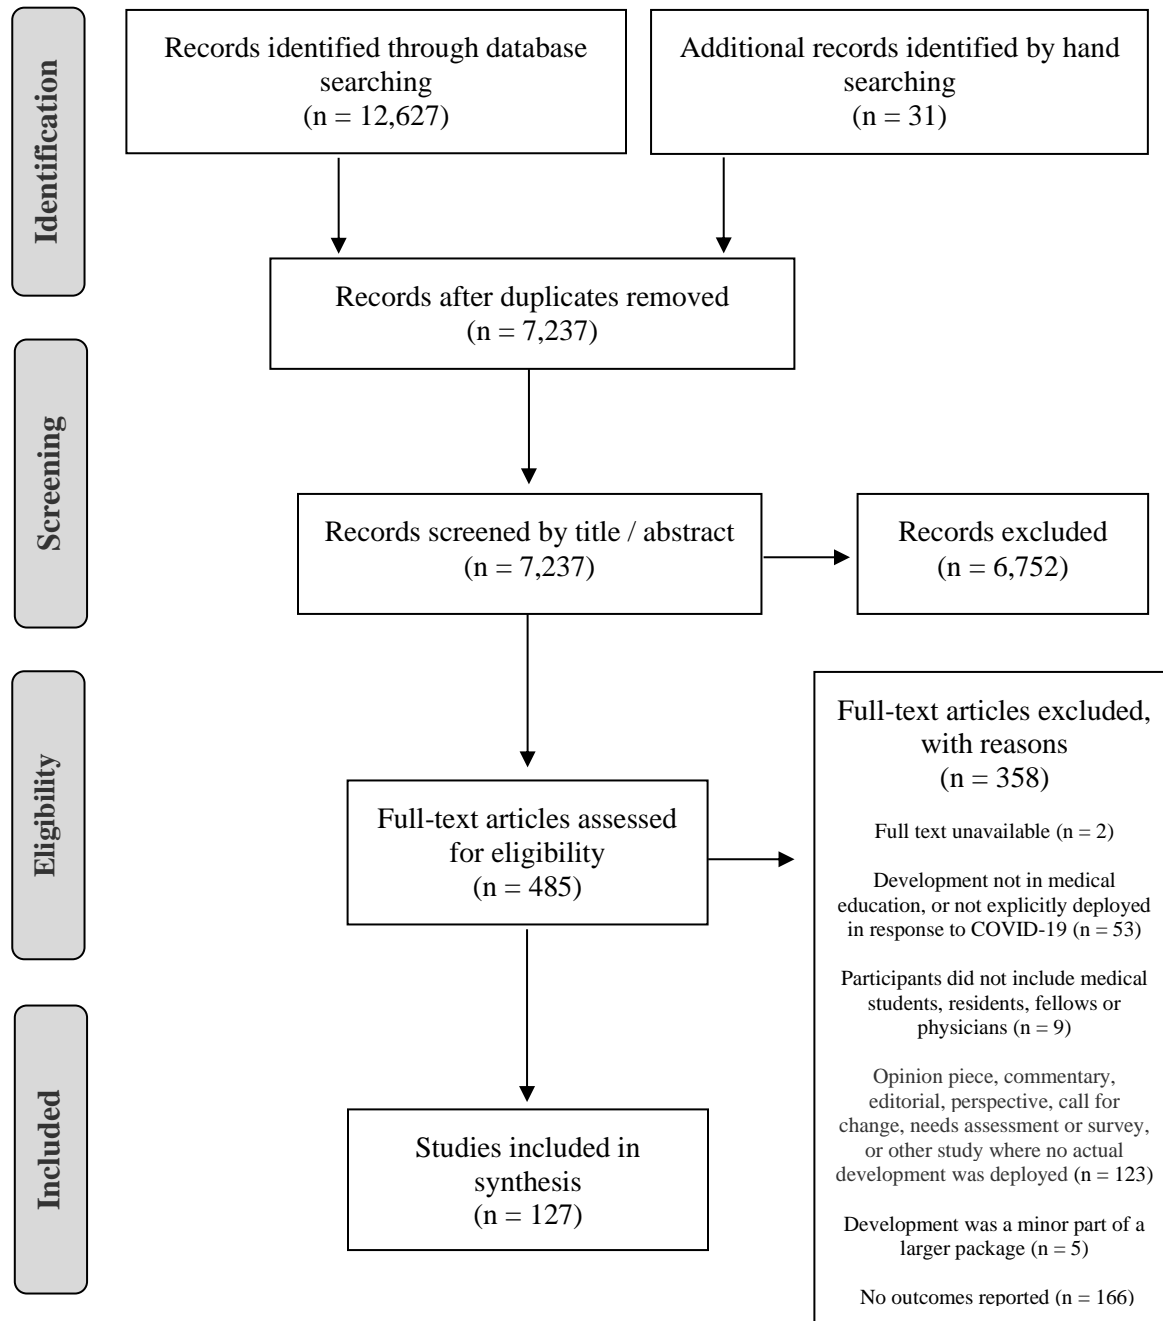 Identification
Records identified through database
searching
(n = 12,627)
Additional records identified by hand
searching
(n = 31)
Records after duplicates removed
(n = 7,237)
Screening
Records screened by title / abstract
(n = 7,237)
Records excluded
(n = 6,752)
Eligibility
Full-text articles assessed
for eligibility
(n = 485)
Full-text articles excluded,
with reasons
(n = 358)
Full text unavailable (n = 2)
Development not in medical
education, or not explicitly deployed
in response to COVID-19 (n = 53)
Participants did not include medical
students, residents, fellows or
physicians (n = 9)
Opinion piece, commentary,
editorial, perspective, call for
change, needs assessment or survey,
or other study where no actual
development was deployed (n = 123)
Development was a minor part of a
larger package (n = 5)
No outcomes reported (n = 166)
Included
Studies included in
synthesis
(n = 127)